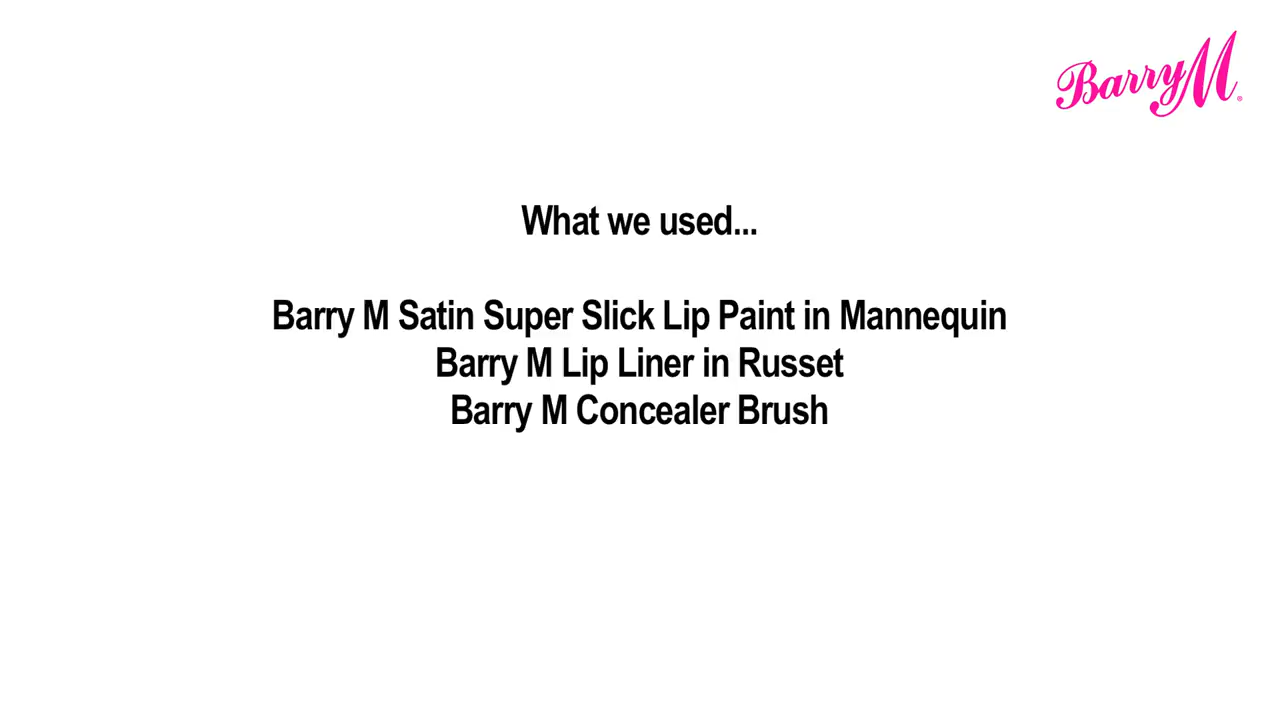 Barry M
What we used...
Barry M Satin Super Slick Lip Paint in Mannequin
Barry M Lip Liner in Russet
Barry M Concealer Brush